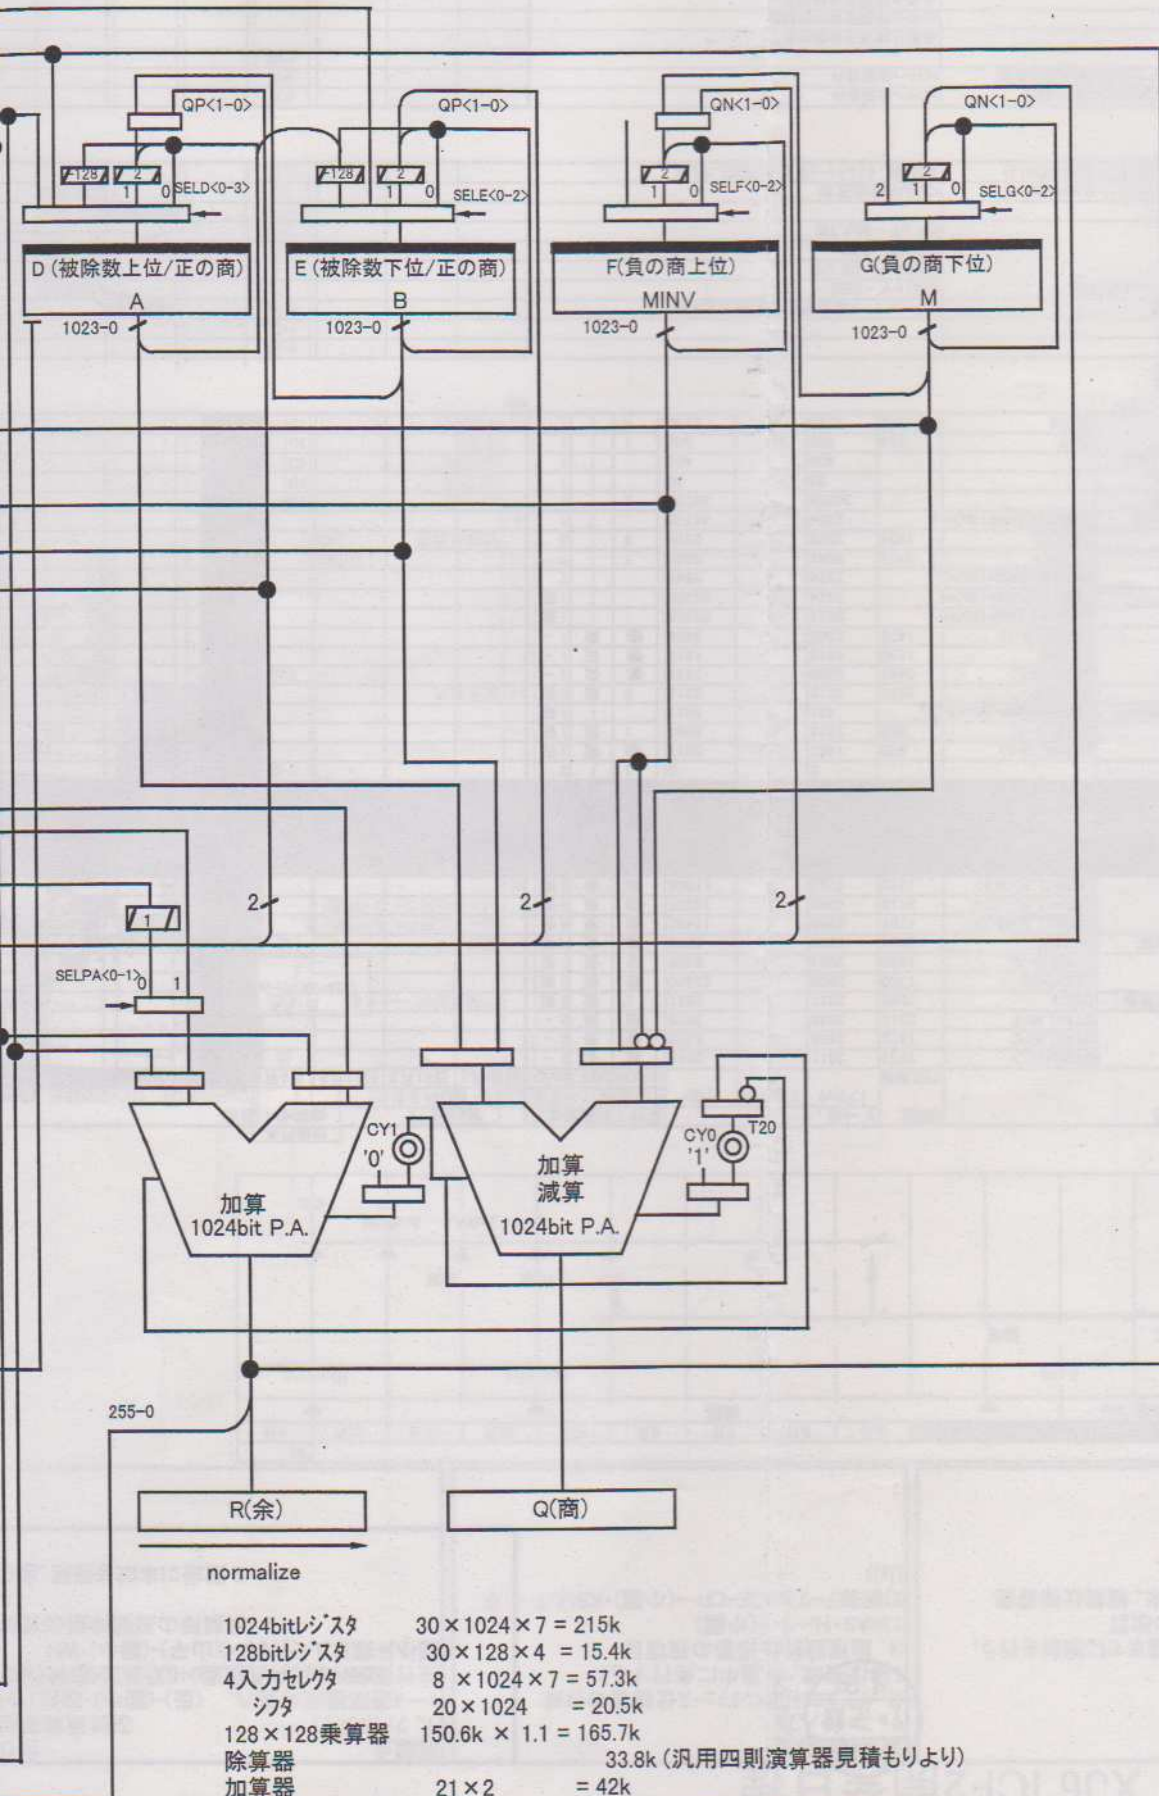 QP<1-0>
QP<1-0>
QN<1-0>
QN<1-0>
128
2
1
0
SELD<0-3>
128
2
1
0
SELE<0-2>
2
1
0
SELF<0-2>
2
2
1
0
SELG<0-2>
D (被除数上位/正の商)
A
E (被除数下位/正の商)
B
F(負の商上位)
MINV
G(負の商下位)
M
1023-0
1023-0
1023-0
1023-0
2
2
2
1
SELPA<0-1>
0
1
CY1
'0'
CY0
'1'
T20
加算
1024bit P.A.
加算
減算
1024bit P.A.
255-0
R(余)
Q(商)
normalize
1024bitレジスタ 30×1024×7 = 215k
128bitレジスタ 30×128×4 = 15.4k
4入力セレクタ 8 ×1024×7 = 57.3k
シフタ 20×1024 = 20.5k
128×128乗算器 150.6k × 1.1 = 165.7k
除算器 33.8k (汎用四則演算器見積もりより)
加算器 21×2 = 42k